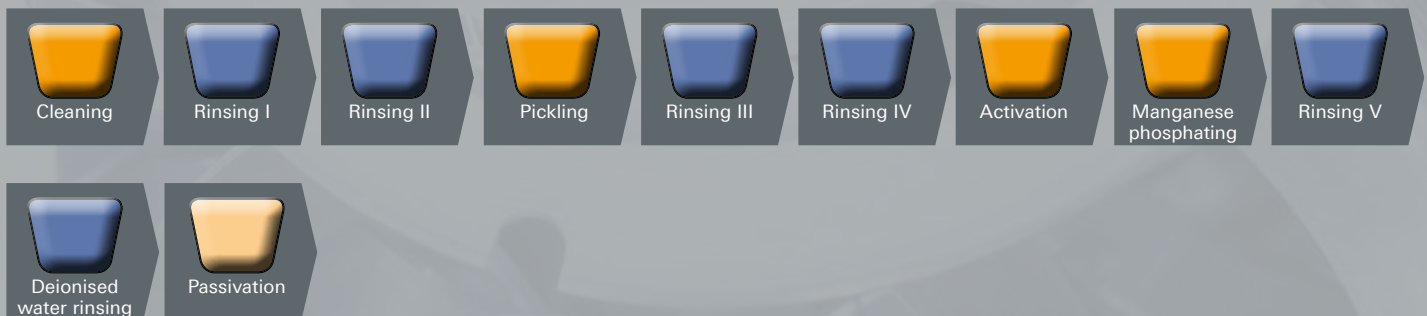 Cleaning
Rinsing I
Rinsing II
Pickling
Rinsing III
Rinsing IV
Activation
Manganese
phosphating
Rinsing V
Deionised
water rinsing
Passivation